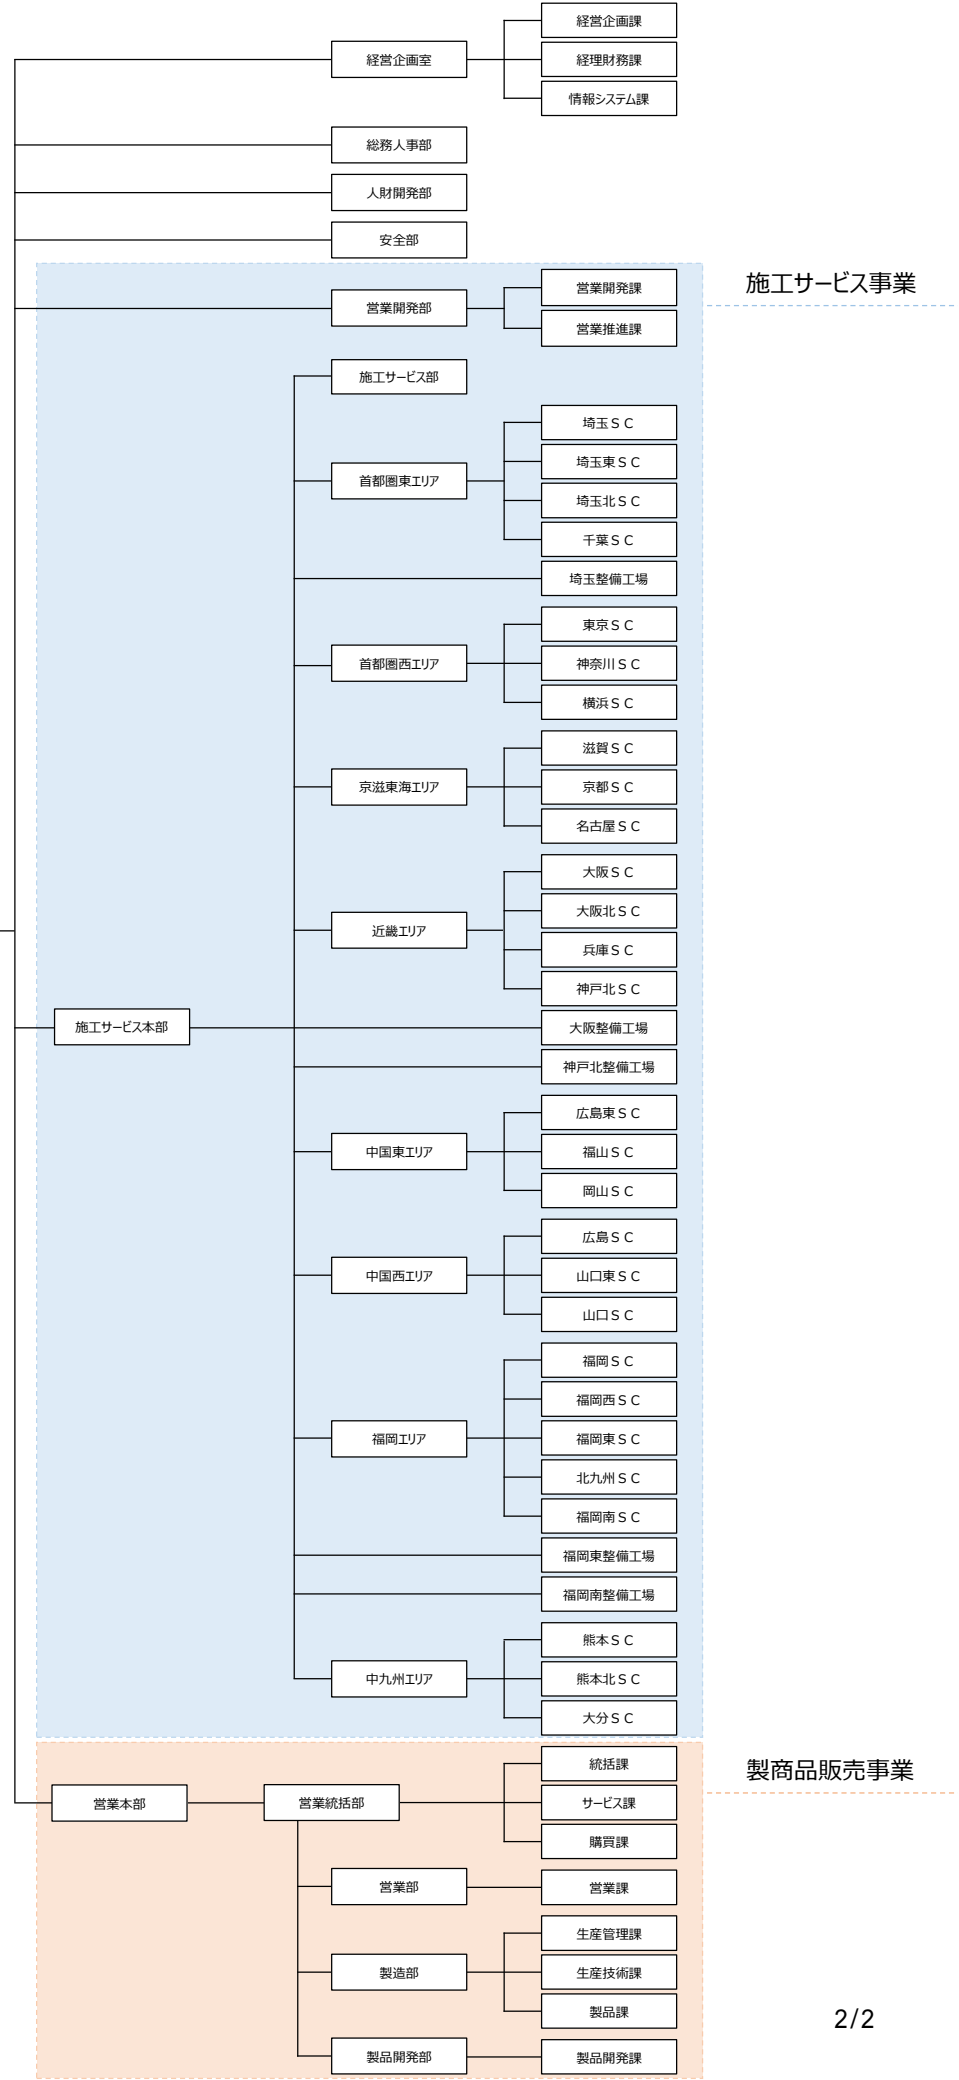 経営企画課
経営企画室
経理財務課
情報システム課
総務人事部
人財開発部
安全部
施工サービス事業
営業開発課
営業開発部
営業推進課
施工サービス部
埼玉ＳＣ
埼玉東ＳＣ
首都圏東エリア
埼玉北ＳＣ
千葉ＳＣ
埼玉整備工場
東京ＳＣ
首都圏西エリア
神奈川ＳＣ
横浜ＳＣ
滋賀ＳＣ
京滋東海エリア
京都ＳＣ
名古屋ＳＣ
大阪ＳＣ
大阪北ＳＣ
近畿エリア
兵庫ＳＣ
神戸北ＳＣ
施工サービス本部
大阪整備工場
神戸北整備工場
広島東ＳＣ
中国東エリア
福山ＳＣ
岡山ＳＣ
広島ＳＣ
中国西エリア
山口東ＳＣ
山口ＳＣ
福岡ＳＣ
福岡西ＳＣ
福岡エリア
福岡東ＳＣ
北九州ＳＣ
福岡南ＳＣ
福岡東整備工場
福岡南整備工場
熊本ＳＣ
中九州エリア
熊本北ＳＣ
大分ＳＣ
製商品販売事業
統括課
営業本部
営業統括部
サービス課
購買課
営業部
営業課
生産管理課
製造部
生産技術課
製品課
製品開発部
製品開発課
2/2